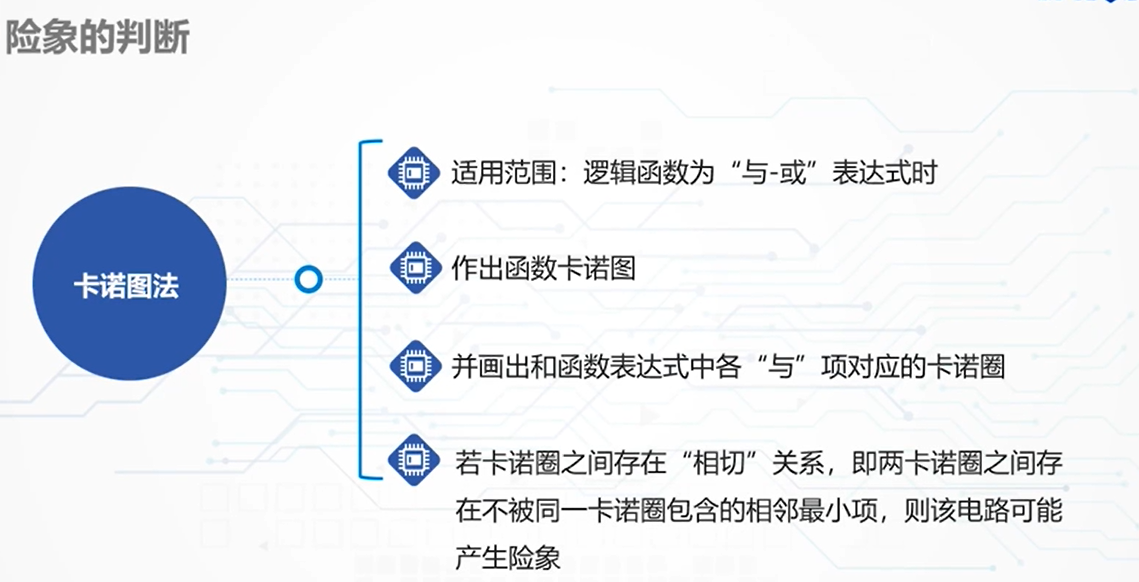 险象的判断
卡诺图法
适用范围：逻辑函数为“与-或”表达式时
作出函数卡诺图
并画出和函数表达式中各“与”项对应的卡诺圈
若卡诺圈之间存在“相切”关系，即两卡诺圈之间存
在不被同一卡诺圈包含的相邻最小项，则该电路可能
产生险象